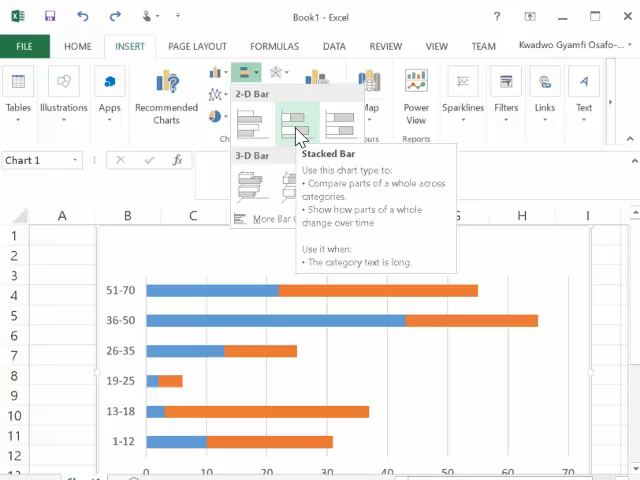 Book1 - Excel
FILE HOME INSERT PAGE LAYOUT FORMULAS DATA REVIEW VIEW TEAM Kwadwo Gyamfi Osafo-...
Tables Illustrations Apps Recommended Charts Power View Sparklines Filters Links Text
Reports
2-D Bar
3-D Bar
More Bar
Stacked Bar
Use this chart type to:
• Compare parts of a whole across
categories.
• Show how parts of a whole
change over time
Use it when:
• The category text is long.
Chart 1
fx
A B C G H I
1
2
3
4
5
6
7
8
9
10
11
12
51-70
36-50
26-35
19-25
13-18
1-12
0 10 20 30 40 50 60 70